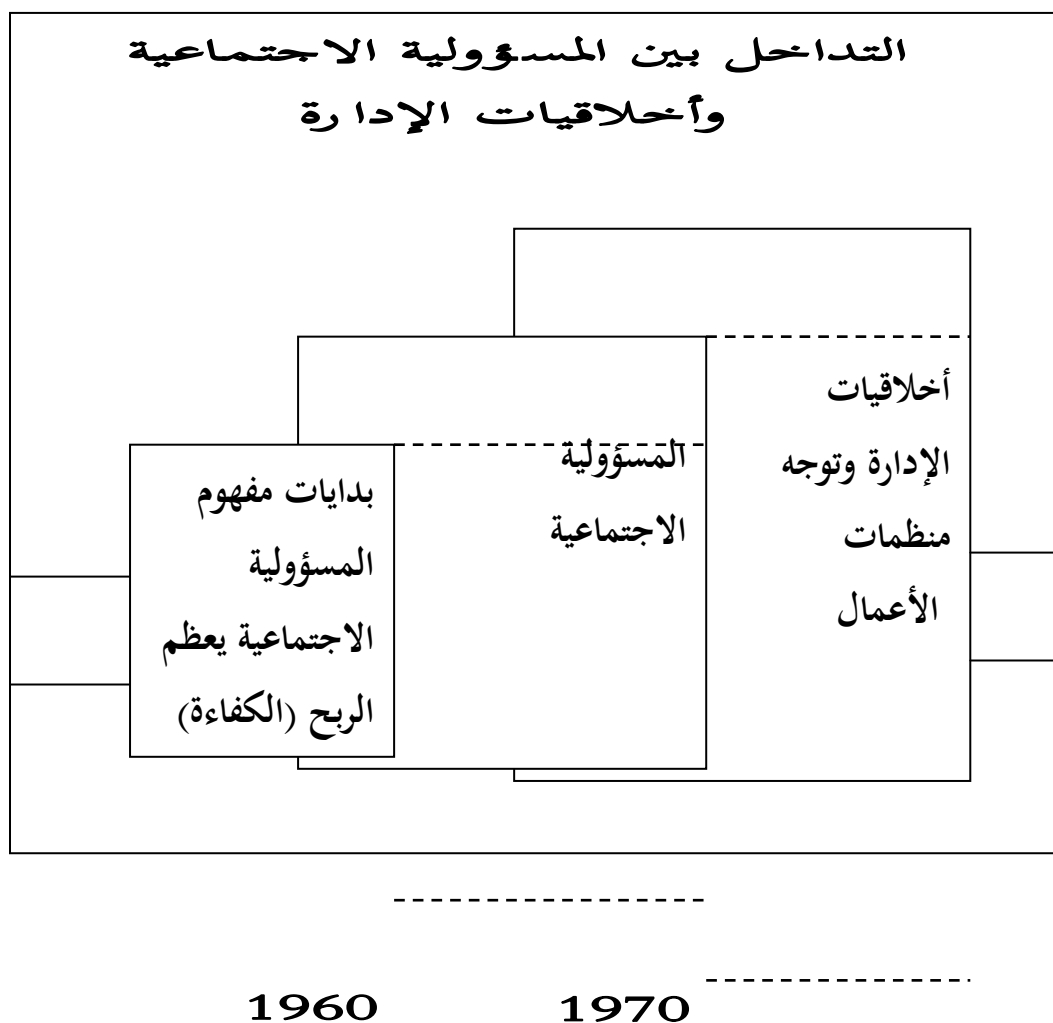 التداخل بين المسؤولية الاجتماعية
وأخلاقيات الإدارة
أخلاقيات
الإدارة وتوجه
منظمات
الأعمال
المسؤولية
الاجتماعية
بدايات مفهوم
المسؤولية
الاجتماعية يعظم
الربح (الكفاءة)
1960
1970